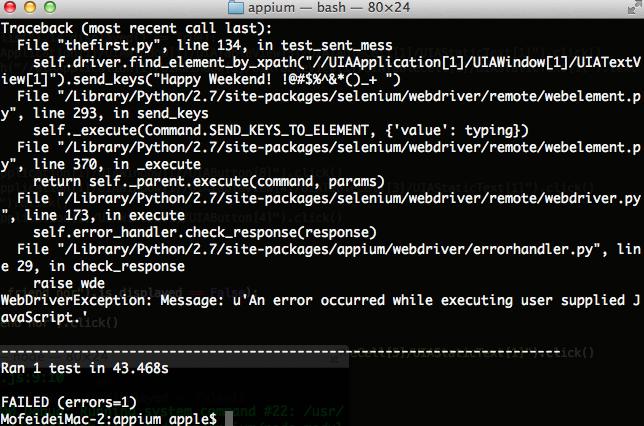 appium — bash — 80×24
Traceback (most recent call last):
  File "thefirst.py", line 134, in test_sent_mess
    self.driver.find_element_by_xpath("//UIAApplication[1]/UIAWindow[1]/UIATextV
iew[1]").send_keys("Happy Weekend! !@#$%^&*()_+ ")
  File "/Library/Python/2.7/site-packages/selenium/webdriver/remote/webelement.p
y", line 293, in send_keys
    self._execute(Command.SEND_KEYS_TO_ELEMENT, {'value': typing})
  File "/Library/Python/2.7/site-packages/selenium/webdriver/remote/webelement.p
y", line 370, in _execute
    return self._parent.execute(command, params)
  File "/Library/Python/2.7/site-packages/selenium/webdriver/remote/webdriver.py
", line 173, in execute
    self.error_handler.check_response(response)
  File "/Library/Python/2.7/site-packages/appium/webdriver/errorhandler.py", lin
e 29, in check_response
    raise wde
WebDriverException: Message: u'An error occurred while executing user supplied J
avaScript.'
----------------------------------------------------------------------
Ran 1 test in 43.468s
FAILED (errors=1)
MofeideiMac-2:appium apple$